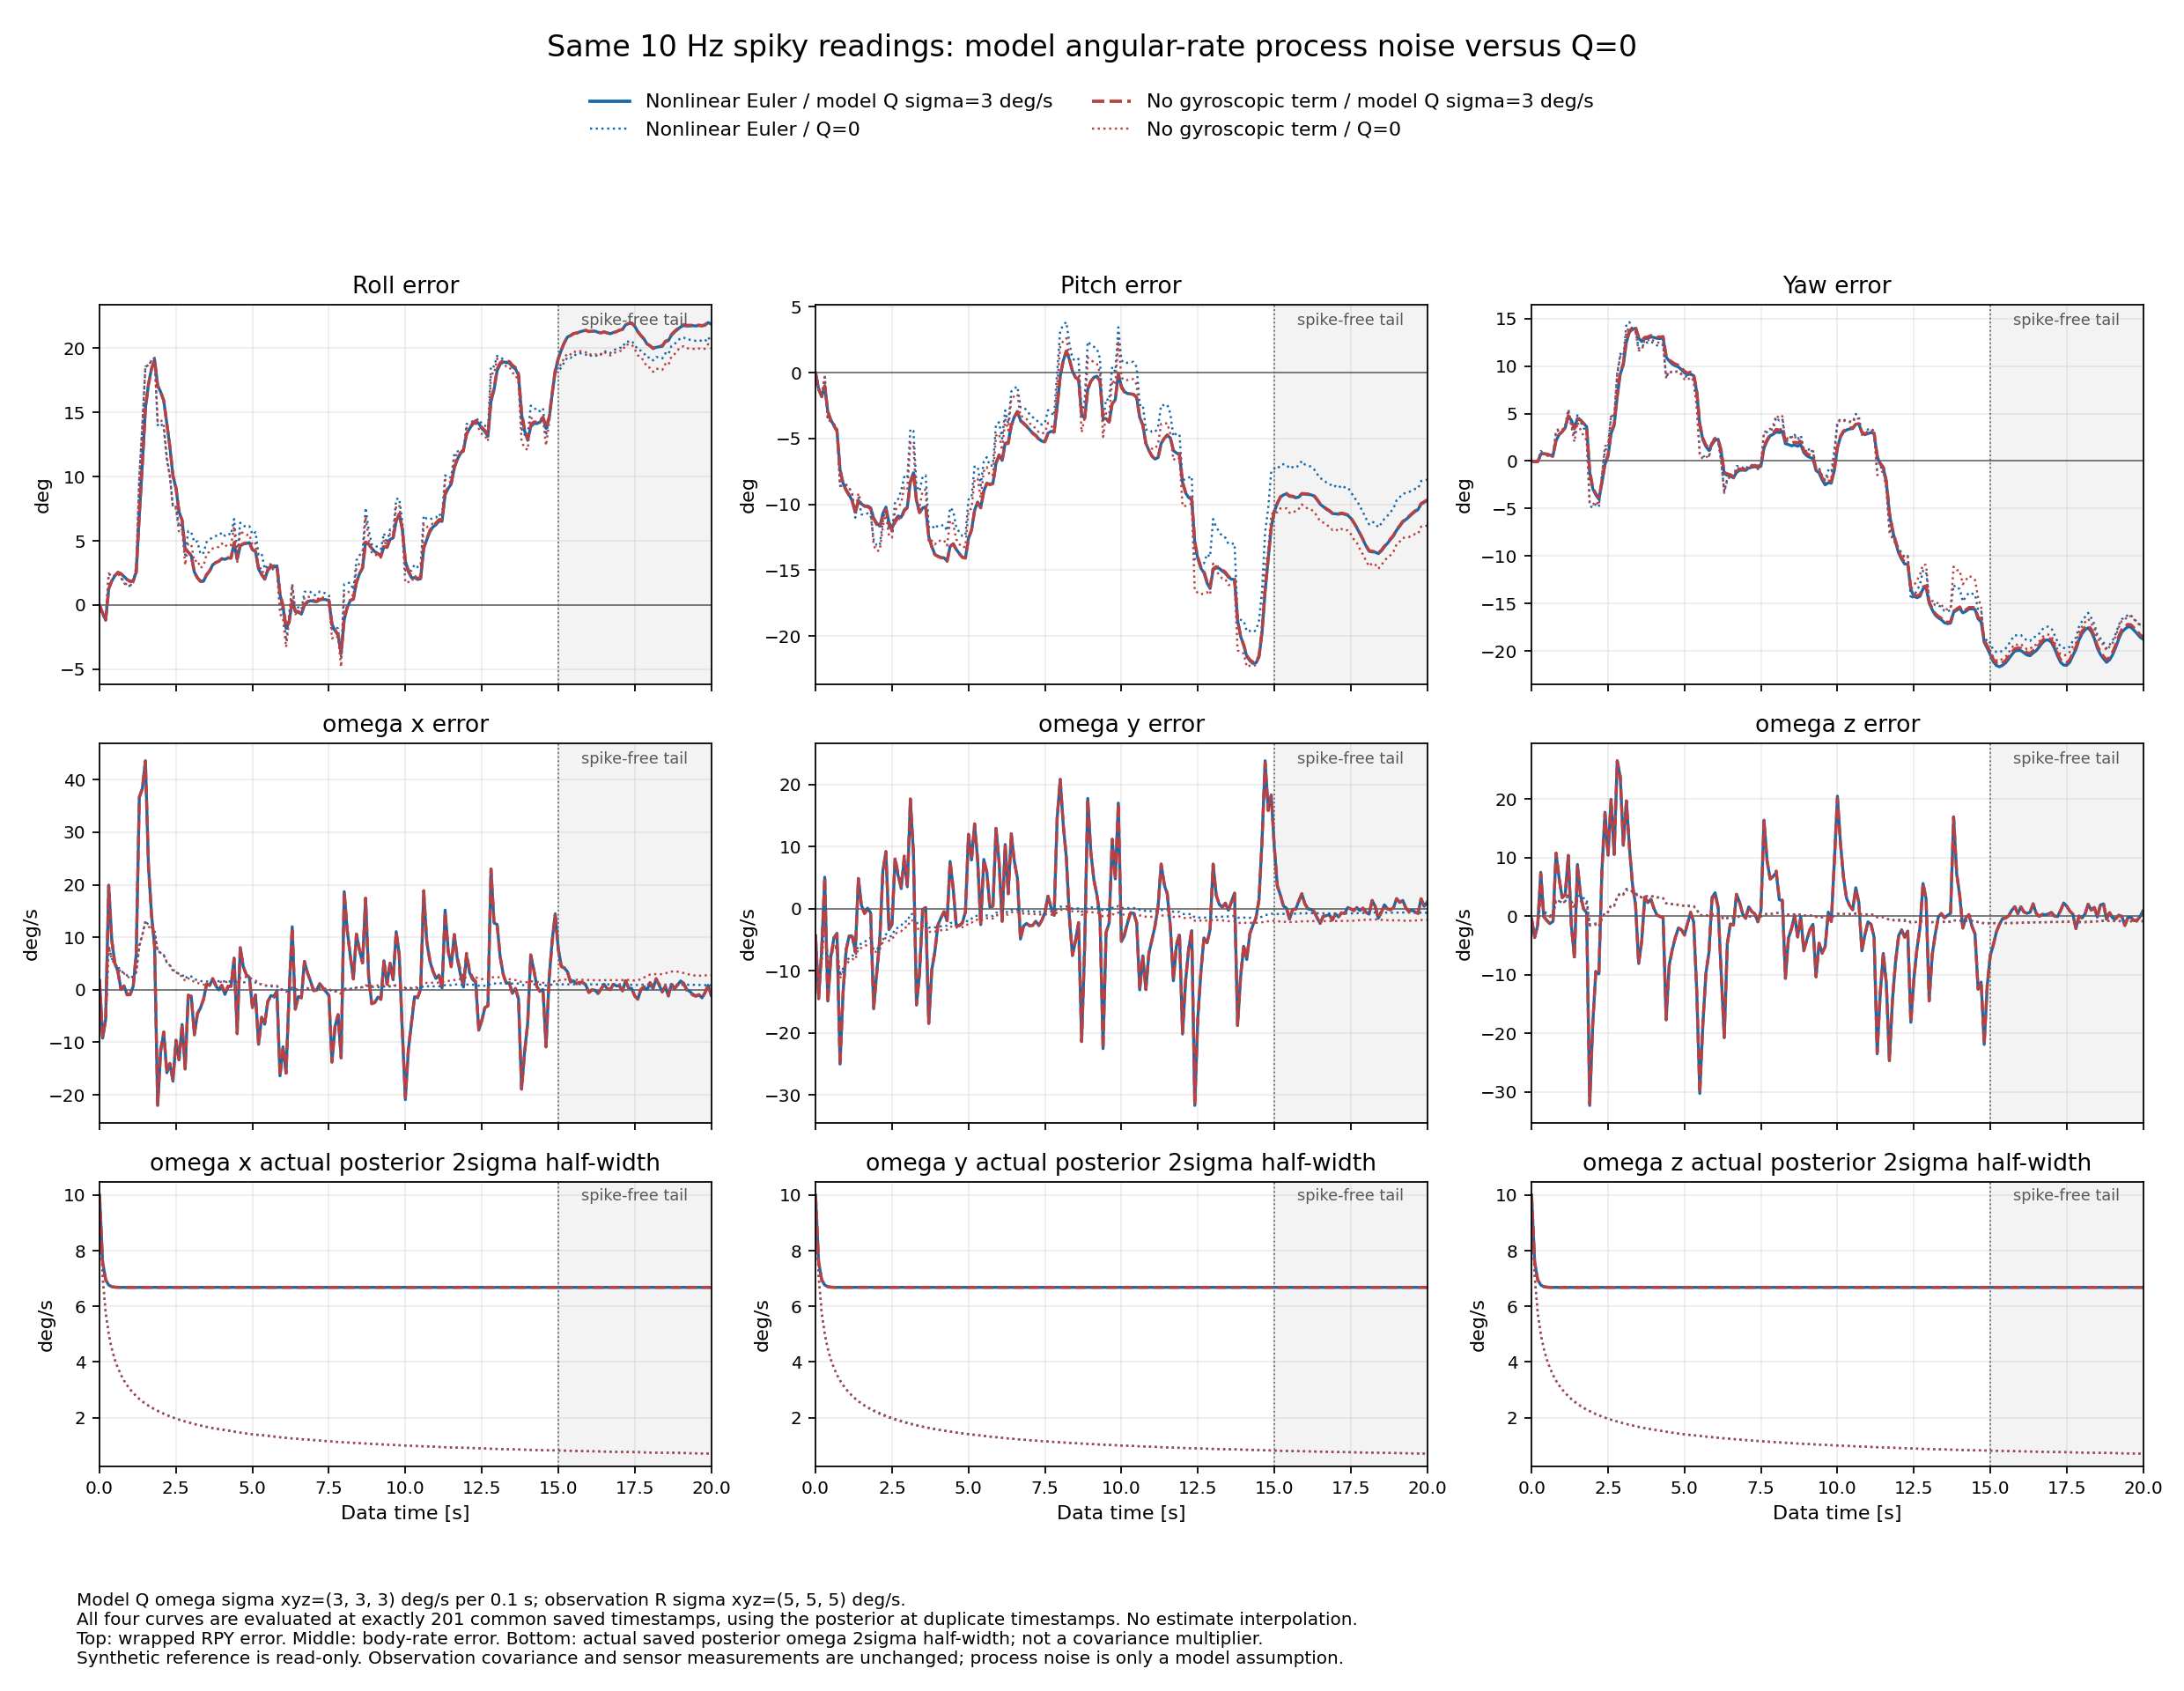 Same 10 Hz spiky readings: model angular-rate process noise versus Q=0
Nonlinear Euler / model Q sigma=3 deg/s
No gyroscopic term / model Q sigma=3 deg/s
Nonlinear Euler / Q=0
No gyroscopic term / Q=0
Roll error
deg
20
15
10
5
0
−5
spike-free tail
Pitch error
deg
5
0
−5
−10
−15
−20
spike-free tail
Yaw error
deg
15
10
5
0
−5
−10
−15
−20
spike-free tail
omega x error
deg/s
40
30
20
10
0
−10
−20
spike-free tail
omega y error
deg/s
20
10
0
−10
−20
−30
spike-free tail
omega z error
deg/s
20
10
0
−10
−20
−30
spike-free tail
omega x actual posterior 2sigma half-width
deg/s
10
8
6
4
2
spike-free tail
0.0 2.5 5.0 7.5 10.0 12.5 15.0 17.5 20.0
Data time [s]
omega y actual posterior 2sigma half-width
deg/s
10
8
6
4
2
spike-free tail
0.0 2.5 5.0 7.5 10.0 12.5 15.0 17.5 20.0
Data time [s]
omega z actual posterior 2sigma half-width
deg/s
10
8
6
4
2
spike-free tail
0.0 2.5 5.0 7.5 10.0 12.5 15.0 17.5 20.0
Data time [s]
Model Q omega sigma xyz=(3, 3, 3) deg/s per 0.1 s; observation R sigma xyz=(5, 5, 5) deg/s.
All four curves are evaluated at exactly 201 common saved timestamps, using the posterior at duplicate timestamps. No estimate interpolation.
Top: wrapped RPY error. Middle: body-rate error. Bottom: actual saved posterior omega 2sigma half-width; not a covariance multiplier.
Synthetic reference is read-only. Observation covariance and sensor measurements are unchanged; process noise is only a model assumption.